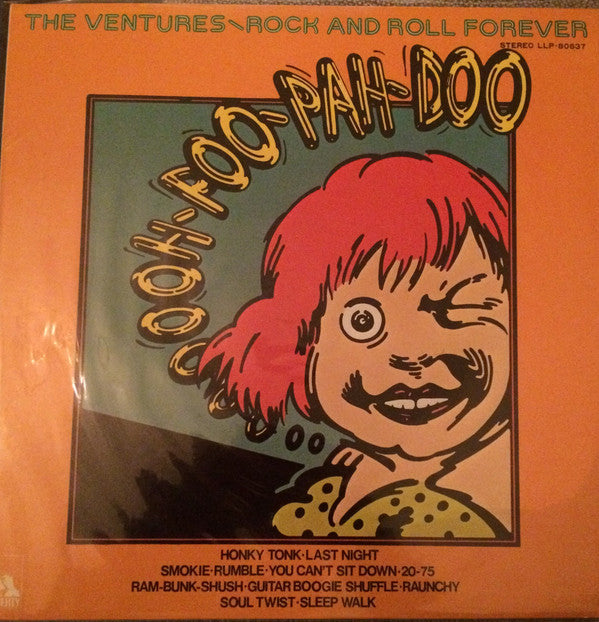 THE VENTURES~ROCK AND ROLL FOREVER
STEREO LLP-80637
OOH-FOO-PAH-DOO
HONKY TONK·LAST NIGHT
SMOKIE·RUMBLE·YOU CAN'T SIT DOWN·20-75
RAM-BUNK-SHUSH·GUITAR BOOGIE SHUFFLE·RAUNCHY
SOUL TWIST·SLEEP WALK